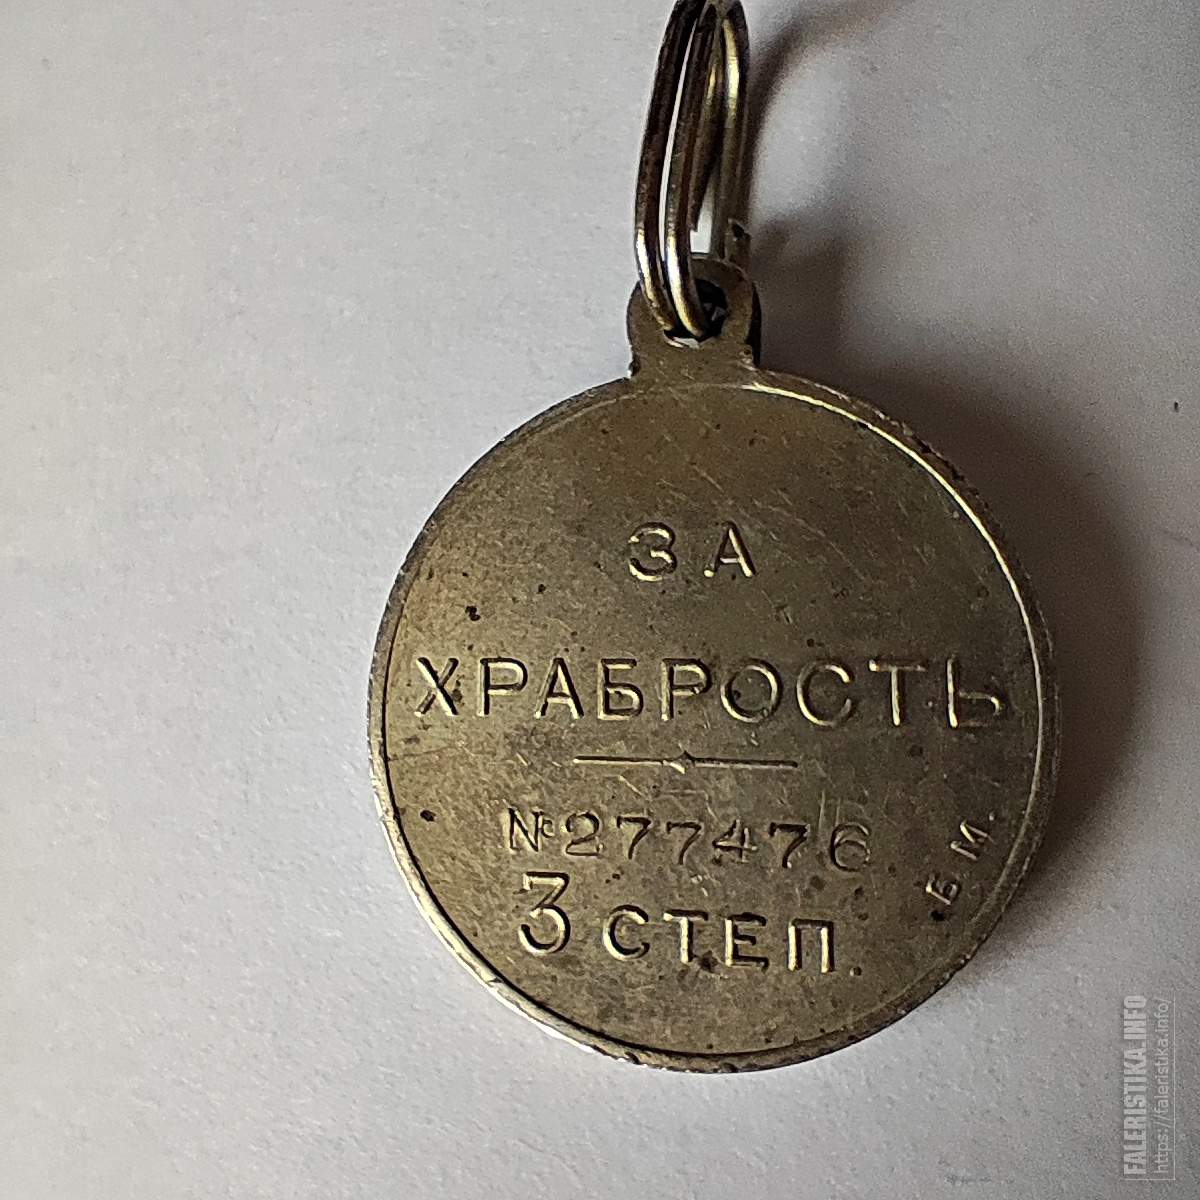 ЗА
ХРАБРОСТЬ
№277476
3 СТЕП.
Б.М.
FALERISTIKA.INFO
https://faleristika.info/